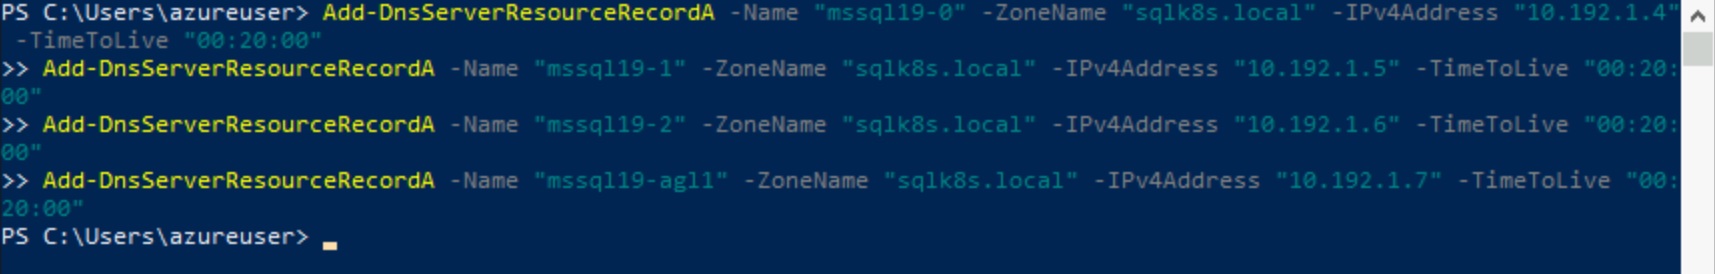 PS C:\Users\azureuser> Add-DnsServerResourceRecordA -Name "mssql19-0" -ZoneName "sqlk8s.local" -IPv4Address "10.192.1.4"
 -TimeToLive "00:20:00"
>> Add-DnsServerResourceRecordA -Name "mssql19-1" -ZoneName "sqlk8s.local" -IPv4Address "10.192.1.5" -TimeToLive "00:20:
00"
>> Add-DnsServerResourceRecordA -Name "mssql19-2" -ZoneName "sqlk8s.local" -IPv4Address "10.192.1.6" -TimeToLive "00:20:
00"
>> Add-DnsServerResourceRecordA -Name "mssql19-agl1" -ZoneName "sqlk8s.local" -IPv4Address "10.192.1.7" -TimeToLive "00:
20:00"
PS C:\Users\azureuser>